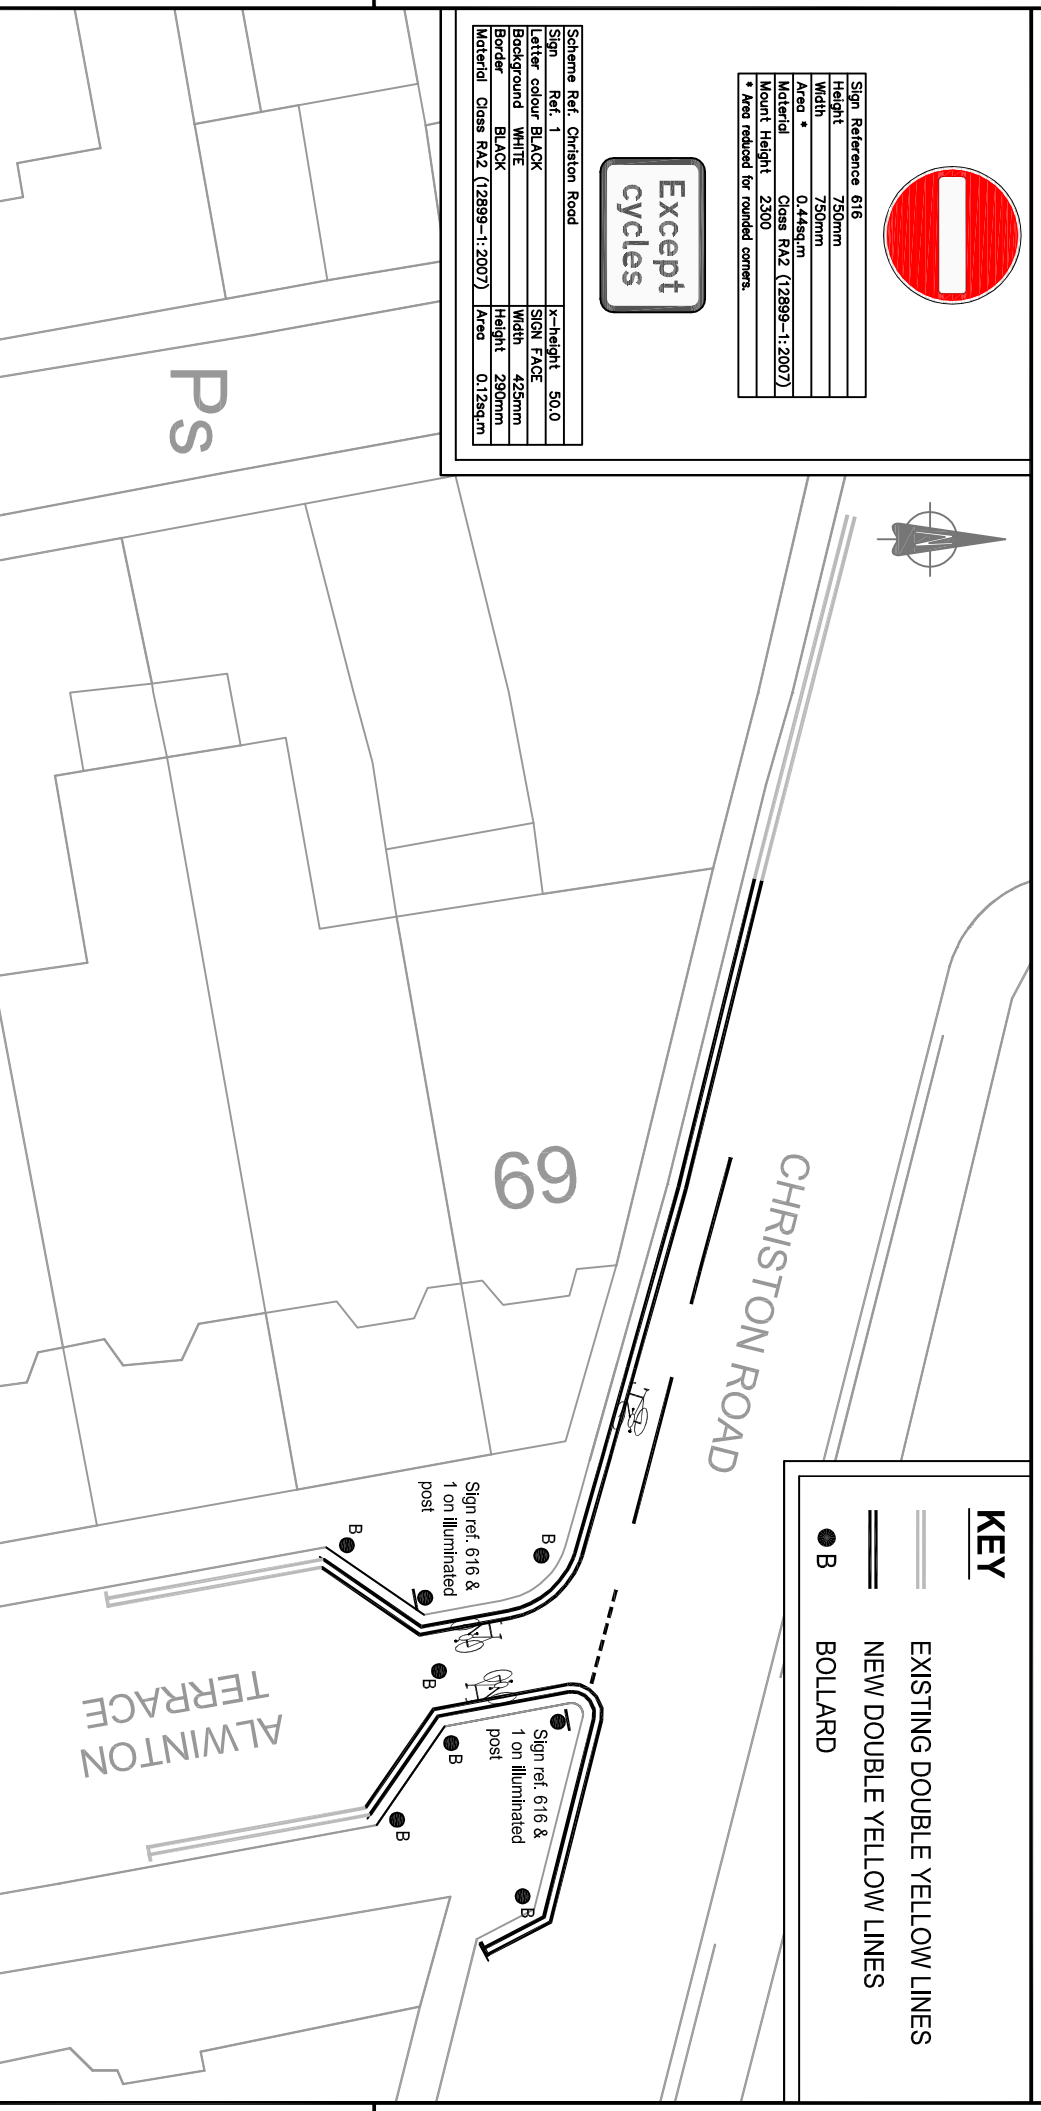 Sign Reference 616
Height 750mm
Width 750mm
Area * 0.44sq.m
Material Class RA2 (12899-1:2007)
Mount Height 2300
* Area reduced for rounded corners.
Except
cycles
Scheme Ref. Christon Road
Sign Ref. 1 x-height 50.0
Letter colour BLACK SIGN FACE
Background WHITE Width 425mm
Border BLACK Height 290mm
Material Class RA2 (12899-1:2007) Area 0.12sq.m
N
PS
69
CHRISTON ROAD
KEY
EXISTING DOUBLE YELLOW LINES
NEW DOUBLE YELLOW LINES
B BOLLARD
B
Sign ref. 616 &
1 on illuminated
post
B
B
Sign ref. 616 &
1 on illuminated
post
B
B
B
ALWINTON
TERRACE